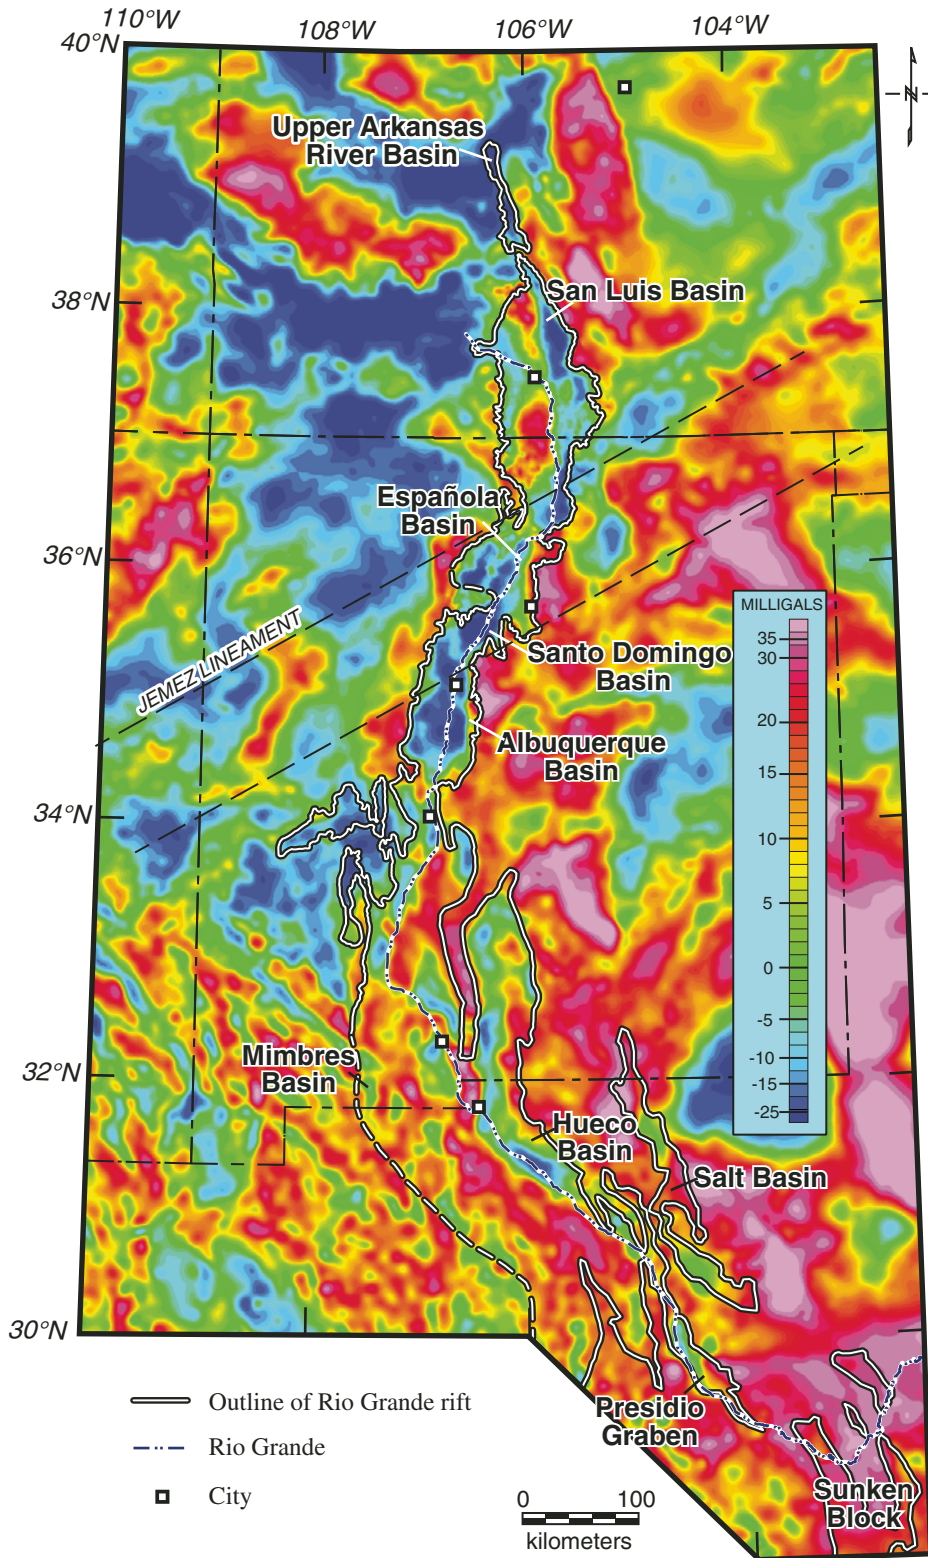 110°W
108°W
106°W
104°W
40°N
N
Upper Arkansas
River Basin
38°N
San Luis Basin
Española
Basin
36°N
MILLIGALS
35
30
20
15
10
5
0
-5
-10
-15
-25
JEMEZ LINEAMENT
Santo Domingo
Basin
Albuquerque
Basin
34°N
32°N
Mimbres
Basin
Hueco
Basin
Salt Basin
30°N
Presidio
Graben
Sunken
Block
Outline of Rio Grande rift
Rio Grande
City
0 100
kilometers